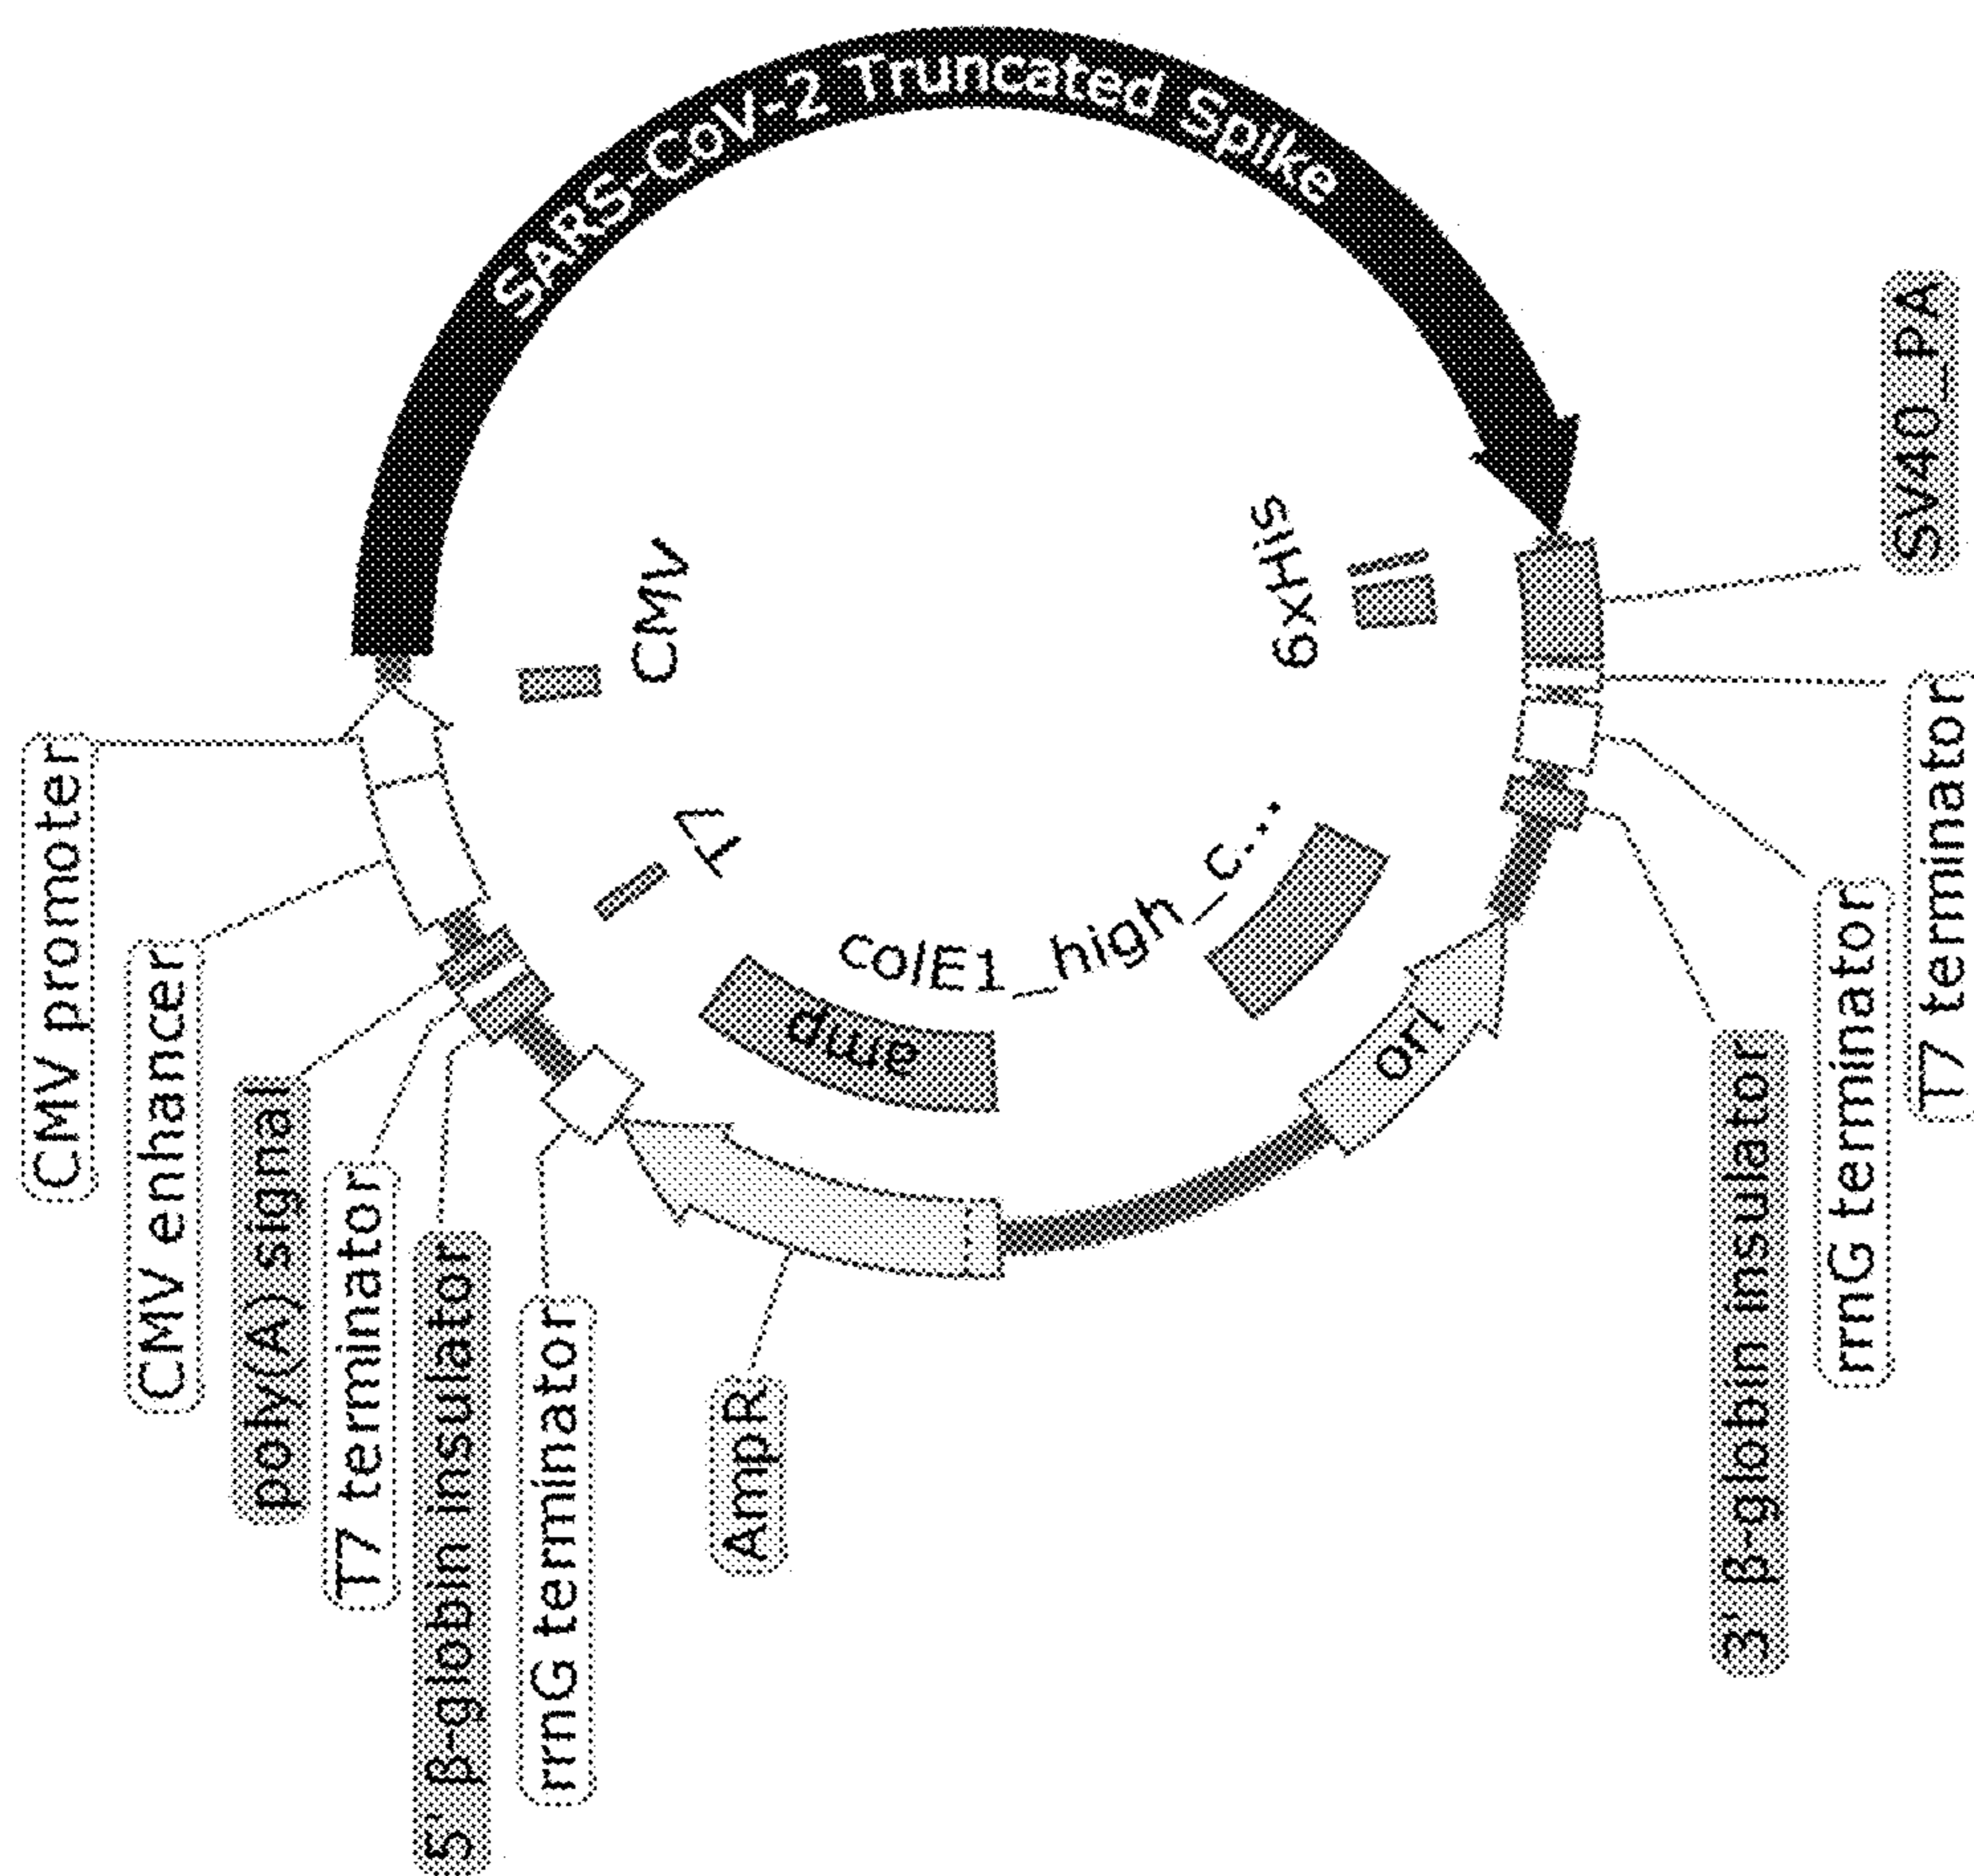 CMV promoter
CMV enhancer
poly(A) signal
T7 terminator
5' β-globin insulator
rrnG terminator
AmpR
SARS-CoV-2 Truncated Spike
CMV
T7
amp
colE1_high_c...
ori
6xHis
SV40_PA
T7 terminator
rrnG terminator
3' β-globin insulator